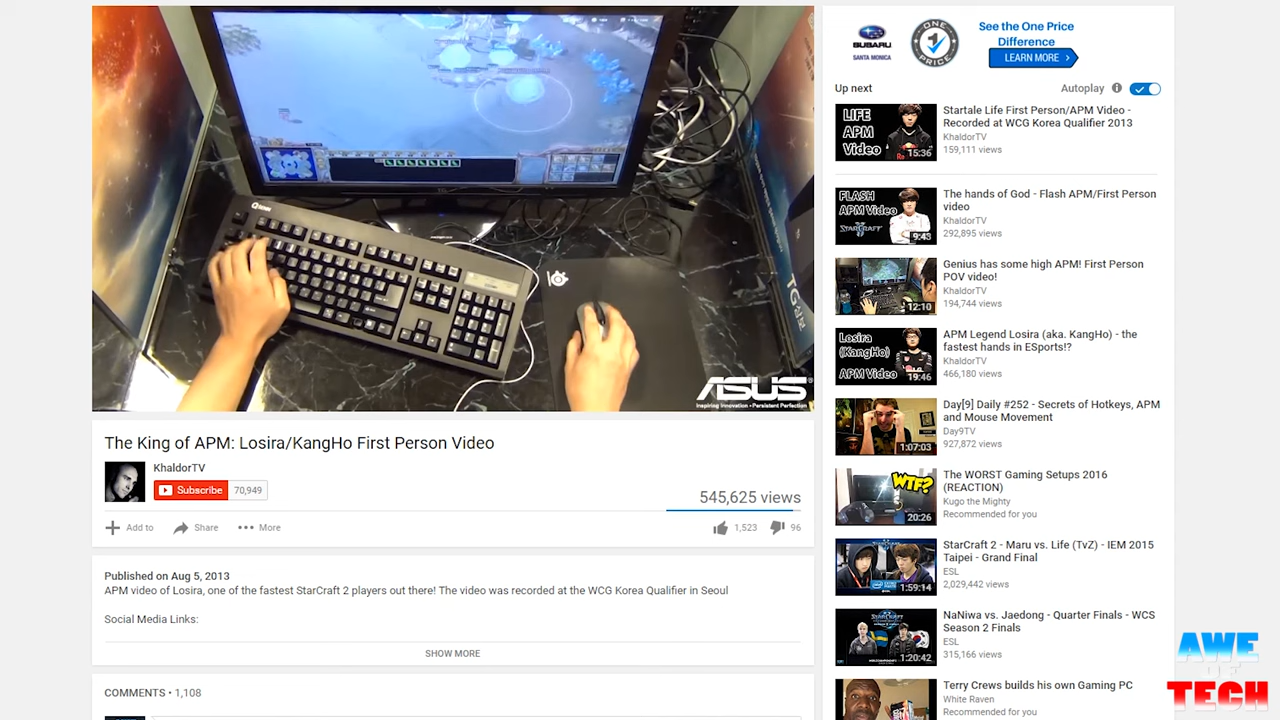 QSENN
TG삼보
ASUS
Inspiring Innovation • Persistent Perfection
The King of APM: Losira/KangHo First Person Video
KhaldorTV
Subscribe 70,949
545,625 views
Add to Share More 1,523 96
Published on Aug 5, 2013
APM video of Losira, one of the fastest StarCraft 2 players out there! The video was recorded at the WCG Korea Qualifier in Seoul
Social Media Links:
SHOW MORE
COMMENTS • 1,108
SUBARU
SANTA MONICA
ONE
1
PRICE
See the One Price
Difference
LEARN MORE
Up next
Autoplay
LIFE
APM
Video
15:36
Startale Life First Person/APM Video -
Recorded at WCG Korea Qualifier 2013
KhaldorTV
159,111 views
FLASH
APM Video
STARCRAFT
9:43
The hands of God - Flash APM/First Person
video
KhaldorTV
292,895 views
12:10
Genius has some high APM! First Person
POV video!
KhaldorTV
194,744 views
Losira
(KangHo)
APM Video
19:46
APM Legend Losira (aka. KangHo) - the
fastest hands in ESports!?
KhaldorTV
466,180 views
1:07:03
Day[9] Daily #252 - Secrets of Hotkeys, APM
and Mouse Movement
Day9TV
927,872 views
WTF?
20:26
The WORST Gaming Setups 2016
(REACTION)
Kugo the Mighty
Recommended for you
1:59:14
StarCraft 2 - Maru vs. Life (TvZ) - IEM 2015
Taipei - Grand Final
ESL
2,029,442 views
1:20:42
NaNiwa vs. Jaedong - Quarter Finals - WCS
Season 2 Finals
ESL
315,166 views
Terry Crews builds his own Gaming PC
White Raven
Recommended for you
AWE
OF
TECH